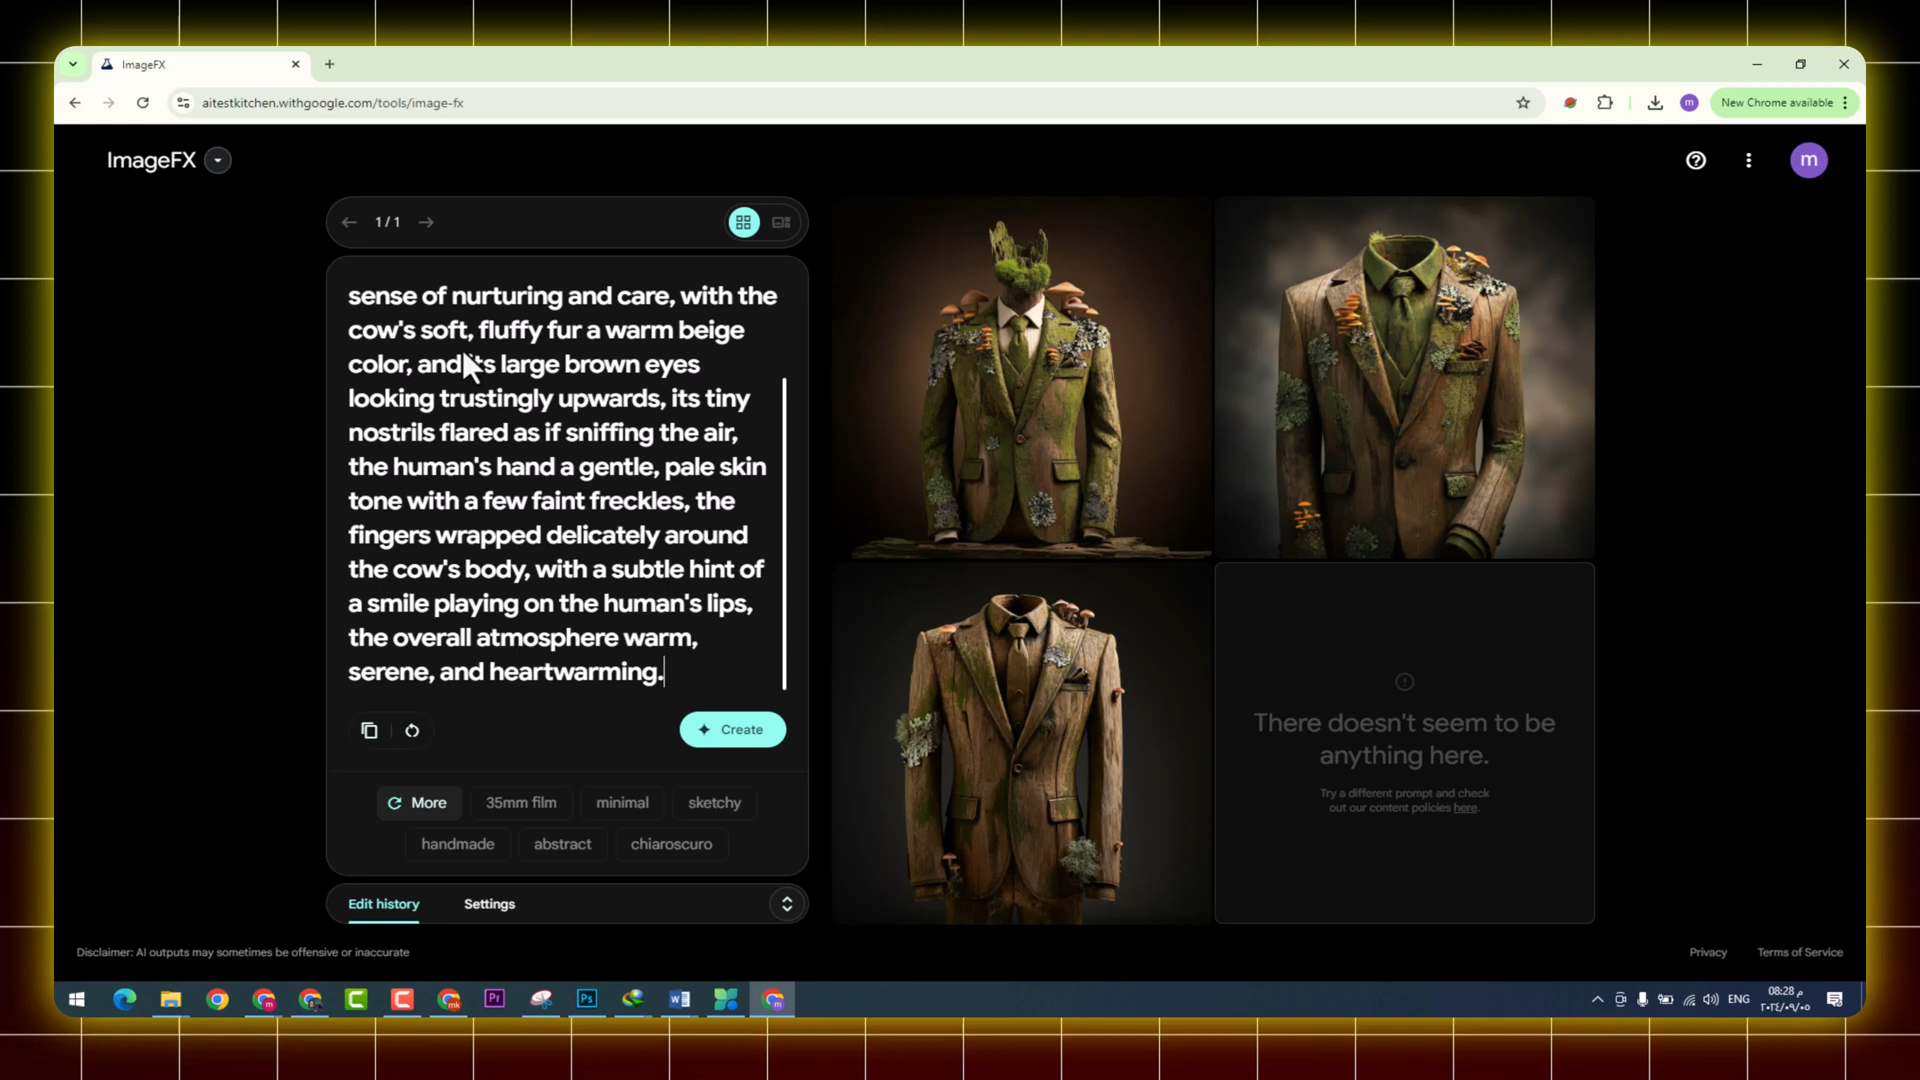 ImageFX
aitestkitchen.withgoogle.com/tools/image-fx
m
New Chrome available
ImageFX
m
1 / 1
sense of nurturing and care, with the
cow's soft, fluffy fur a warm beige
color, and its large brown eyes
looking trustingly upwards, its tiny
nostrils flared as if sniffing the air,
the human's hand a gentle, pale skin
tone with a few faint freckles, the
fingers wrapped delicately around
the cow's body, with a subtle hint of
a smile playing on the human's lips,
the overall atmosphere warm,
serene, and heartwarming.
Create
More
35mm film
minimal
sketchy
handmade
abstract
chiaroscuro
Edit history
Settings
There doesn't seem to be
anything here.
Try a different prompt and check
out our content policies here.
Disclaimer: AI outputs may sometimes be offensive or inaccurate
Privacy
Terms of Service
m
mk
Pr
Ps
m
ENG
08:28 م
٢٠٢٤/٠٩/٠٥